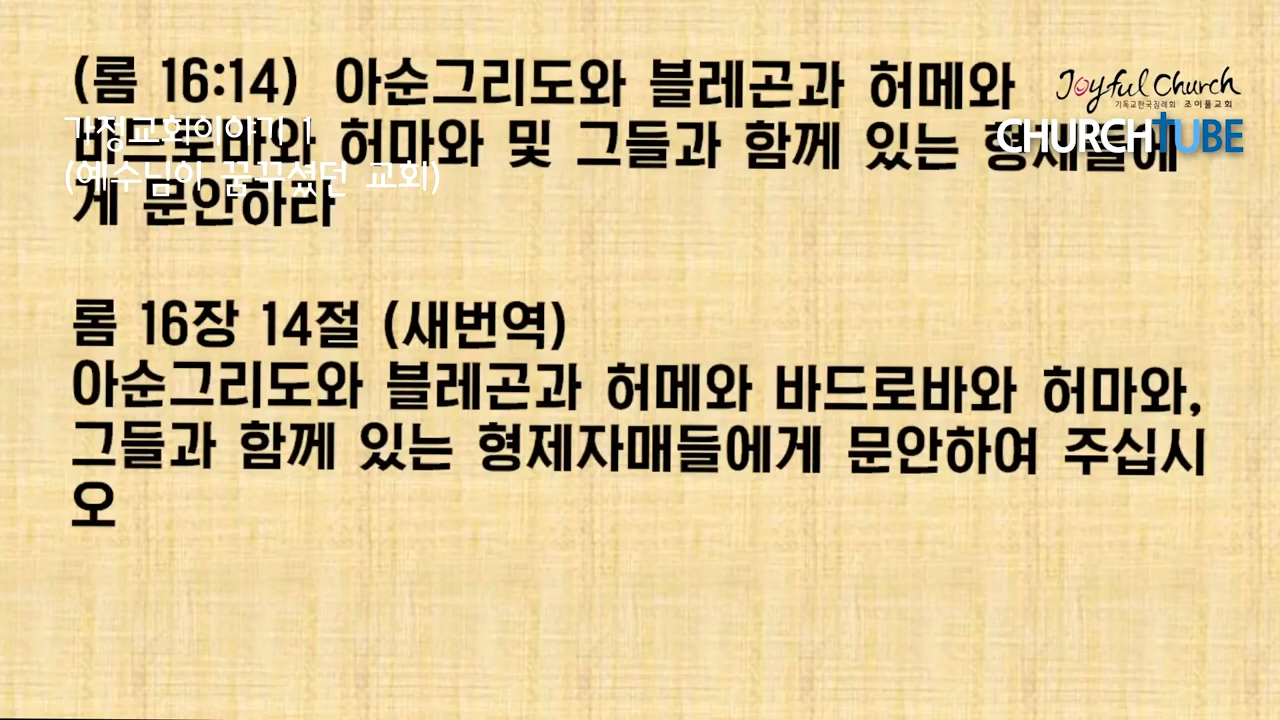 (롬 16:14) 아순그리도와 블레곤과 허메와
바드로바와 허마와 및 그들과 함께 있는 형제들에
게 문안하라
가정교회이야기 1
(예수님이 꿈꾸셨던 교회)
Joyful Church
기독교한국침례회 조이풀교회
CHURCHTUBE
롬 16장 14절 (새번역)
아순그리도와 블레곤과 허메와 바드로바와 허마와,
그들과 함께 있는 형제자매들에게 문안하여 주십시
오